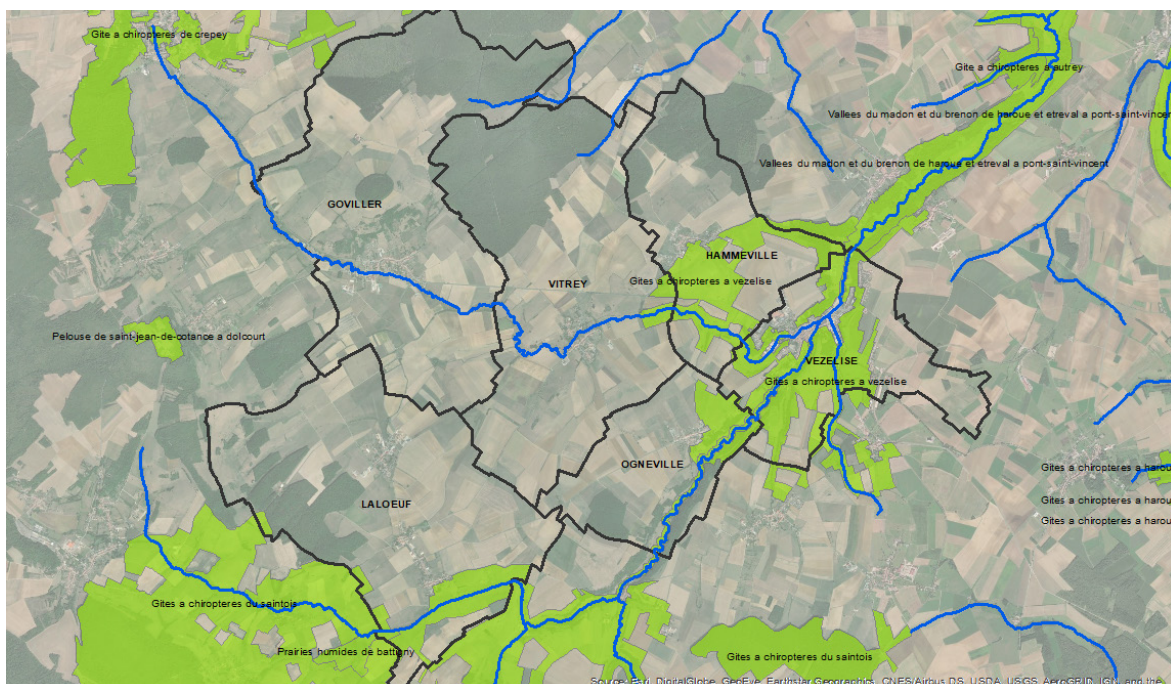 Gite a chiropteres de crepey
Gite a chiropteres a autrey
Vallees du madon et du brenon de haroue et etreval a pont-saint-vincent
Vallees du madon et du brenon de haroue et etreval a pont-saint-vincent
GOVILLER
HAMMEVILLE
VITREY
Gites a chiropteres a vezelise
Pelouse de saint-jean-de-cotance a dolcourt
VEZELISE
Gites a chiropteres a vezelise
OGNEVILLE
Gites a chiropteres a harou
LALOEUF
Gites a chiropteres a harou
Gites a chiropteres a harou
Gites a chiropteres du saintois
Prairies humides de battigny
Gites a chiropteres du saintois
Source: Esri, DigitalGlobe, GeoEye, Earthstar Geographics, CNES/Airbus DS, USDA, USGS, AeroGRID, IGN, and the